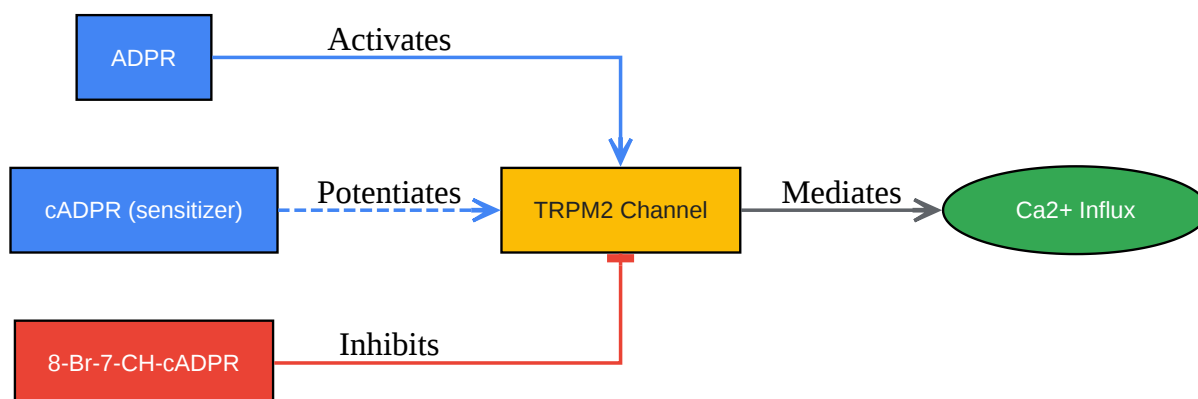 ADPR
Activates
cADPR (sensitizer)
Potentiates
TRPM2 Channel
Mediates
Ca2+ Influx
8-Br-7-CH-cADPR
Inhibits